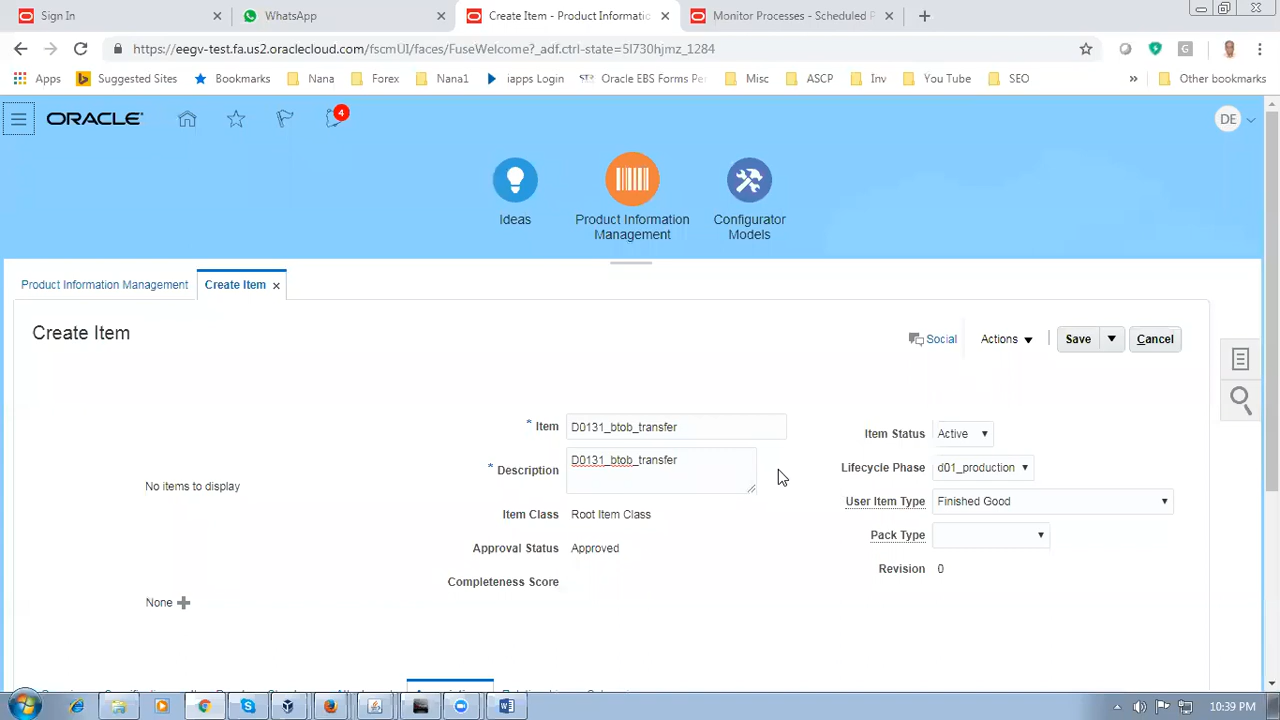 Sign In
WhatsApp
Create Item - Product Informatio
Monitor Processes - Scheduled P
https://eegv-test.fa.us2.oraclecloud.com/fscmUI/faces/FuseWelcome?_adf.ctrl-state=5l730hjmz_1284
Apps
Suggested Sites
Bookmarks
Nana
Forex
Nana1
iapps Login
Oracle EBS Forms Pe
Misc
ASCP
Inv
You Tube
SEO
Other bookmarks
ORACLE
4
DE
Ideas
Product Information
Management
Configurator
Models
Product Information Management
Create Item
Create Item
Social
Actions
Save
Cancel
* Item D0131_btob_transfer
* Description D0131_btob_transfer
Item Class Root Item Class
Approval Status Approved
Completeness Score
Item Status Active
Lifecycle Phase d01_production
User Item Type Finished Good
Pack Type
Revision 0
No items to display
None
10:39 PM